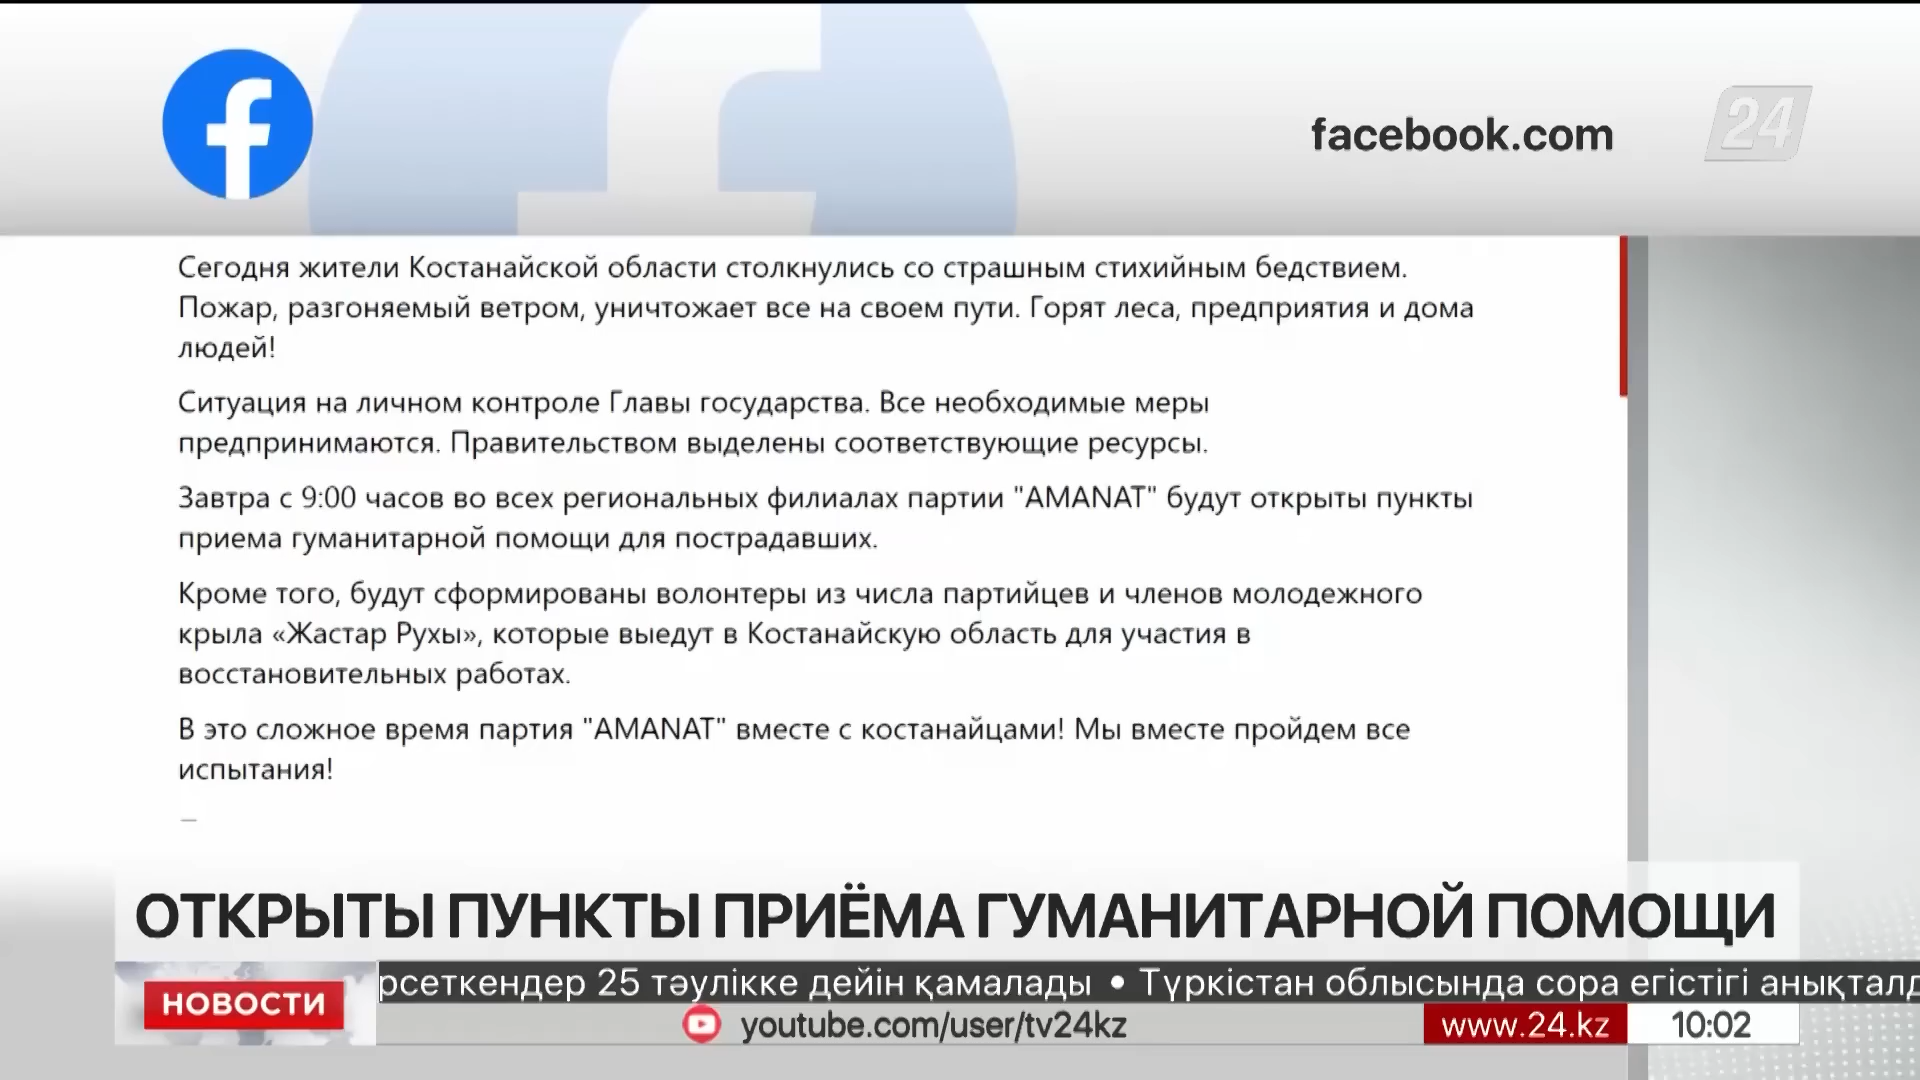 facebook.com
24
Сегодня жители Костанайской области столкнулись со страшным стихийным бедствием.
Пожар, разгоняемый ветром, уничтожает все на своем пути. Горят леса, предприятия и дома
людей!
Ситуация на личном контроле Главы государства. Все необходимые меры
предпринимаются. Правительством выделены соответствующие ресурсы.
Завтра с 9:00 часов во всех региональных филиалах партии "AMANAT" будут открыты пункты
приема гуманитарной помощи для пострадавших.
Кроме того, будут сформированы волонтеры из числа партийцев и членов молодежного
крыла «Жастар Рухы», которые выедут в Костанайскую область для участия в
восстановительных работах.
В это сложное время партия "AMANAT" вместе с костанайцами! Мы вместе пройдем все
испытания!
ОТКРЫТЫ ПУНКТЫ ПРИЁМА ГУМАНИТАРНОЙ ПОМОЩИ
рсеткендер 25 тәулікке дейін қамалады • Түркістан облысында сора егістігі анықталд
НОВОСТИ
youtube.com/user/tv24kz
www.24.kz
10:02